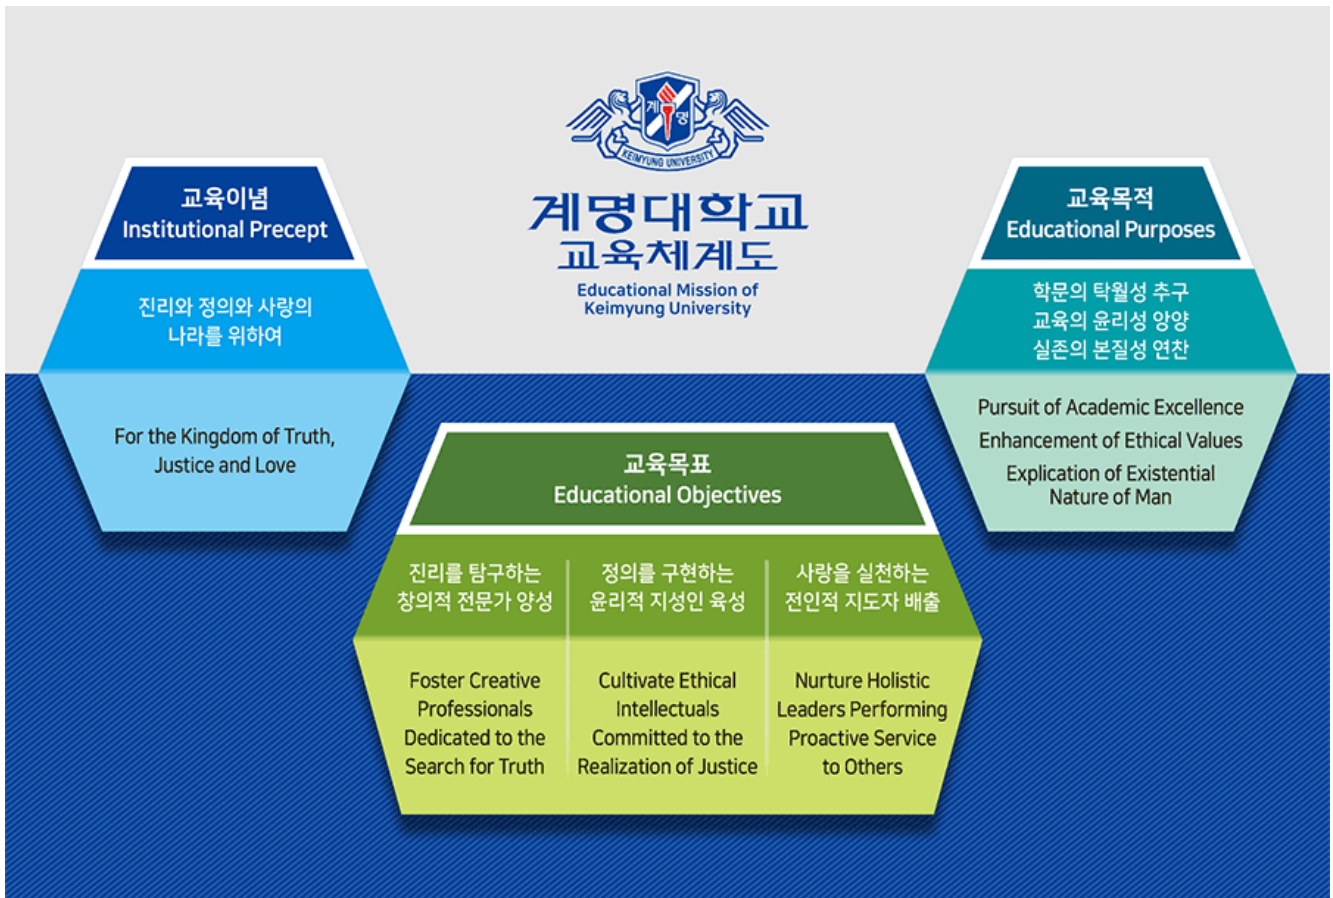 계
명
KEIMYUNG UNIVERSITY
계명대학교
교육체계도
Educational Mission of
Keimyung University
교육이념
Institutional Precept
진리와 정의와 사랑의
나라를 위하여
For the Kingdom of Truth,
Justice and Love
교육목적
Educational Purposes
학문의 탁월성 추구
교육의 윤리성 앙양
실존의 본질성 연찬
Pursuit of Academic Excellence
Enhancement of Ethical Values
Explication of Existential
Nature of Man
교육목표
Educational Objectives
진리를 탐구하는
창의적 전문가 양성
Foster Creative
Professionals
Dedicated to the
Search for Truth
정의를 구현하는
윤리적 지성인 육성
Cultivate Ethical
Intellectuals
Committed to the
Realization of Justice
사랑을 실천하는
전인적 지도자 배출
Nurture Holistic
Leaders Performing
Proactive Service
to Others